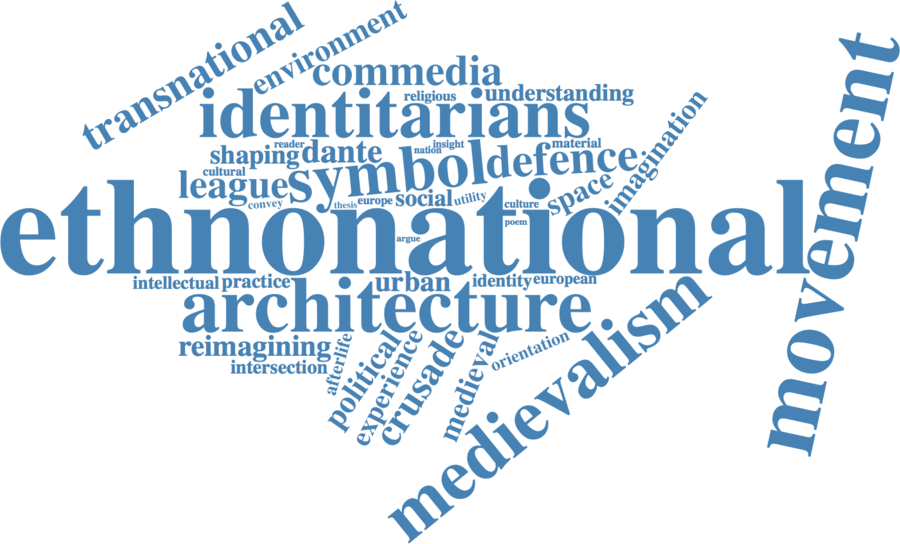 transnational
environment
commedia
movement
religious
understanding
identitarians
imagination
reader
nation
insight
material
shaping
dante
symbol
defence
cultural
league
convey
thesis
europe
social
utility
culture
space
poem
ethnonational
argue
intellectual
practice
urban
identity
european
architecture
medievalism
reimagining
intersection
afterlife
political
experience
crusade
medieval
orientation